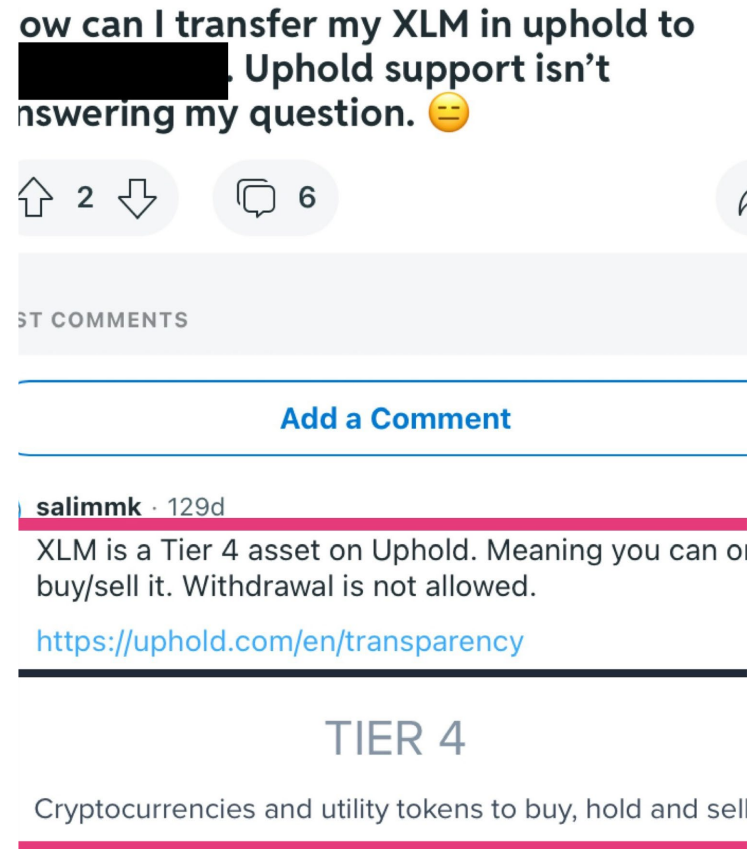 ow can I transfer my XLM in uphold to
. Uphold support isn't
nswering my question. 😑
2
6
ST COMMENTS
Add a Comment
salimmk · 129d
XLM is a Tier 4 asset on Uphold. Meaning you can o
buy/sell it. Withdrawal is not allowed.
https://uphold.com/en/transparency
TIER 4
Cryptocurrencies and utility tokens to buy, hold and sell